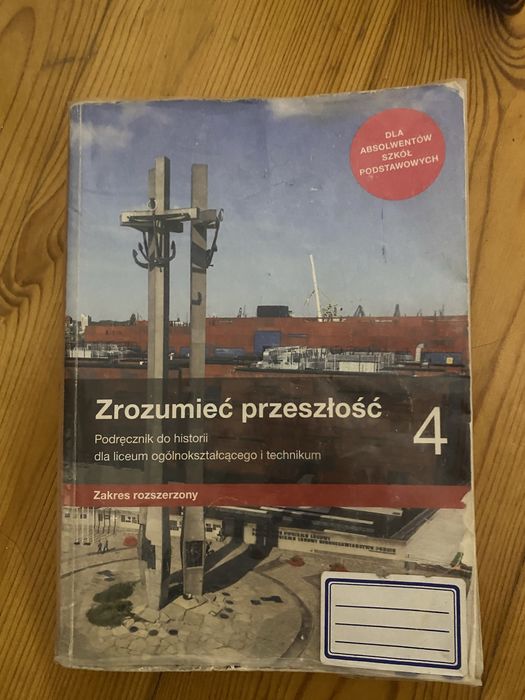 DLA
ABSOLWENTÓW
SZKÓŁ
PODSTAWOWYCH
Zrozumieć przeszłość
4
Podręcznik do historii
dla liceum ogólnokształcącego i technikum
Zakres rozszerzony